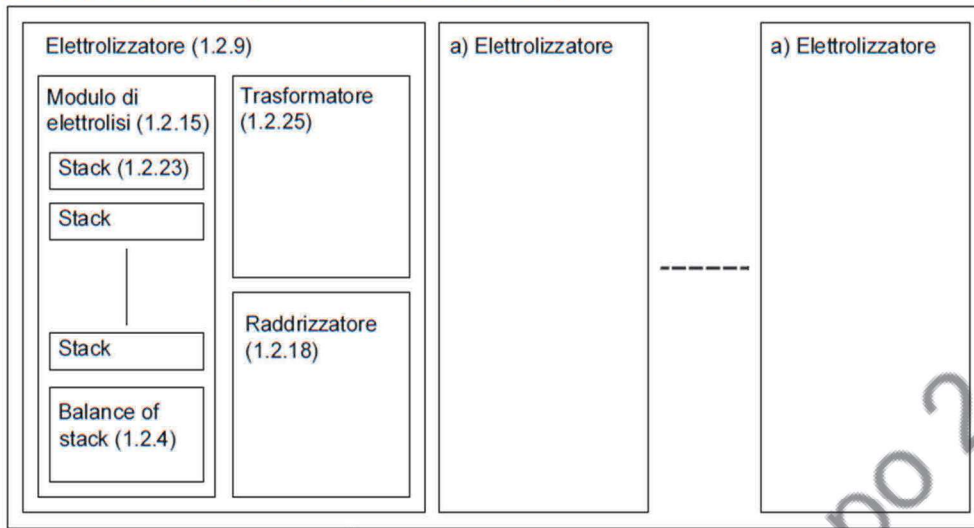 Elettrolizzatore (1.2.9)
Modulo di
elettrolisi (1.2.15)
Stack (1.2.23)
Stack
Stack
Balance of
stack (1.2.4)
Trasformatore
(1.2.25)
Raddrizzatore
(1.2.18)
a) Elettrolizzatore
a) Elettrolizzatore